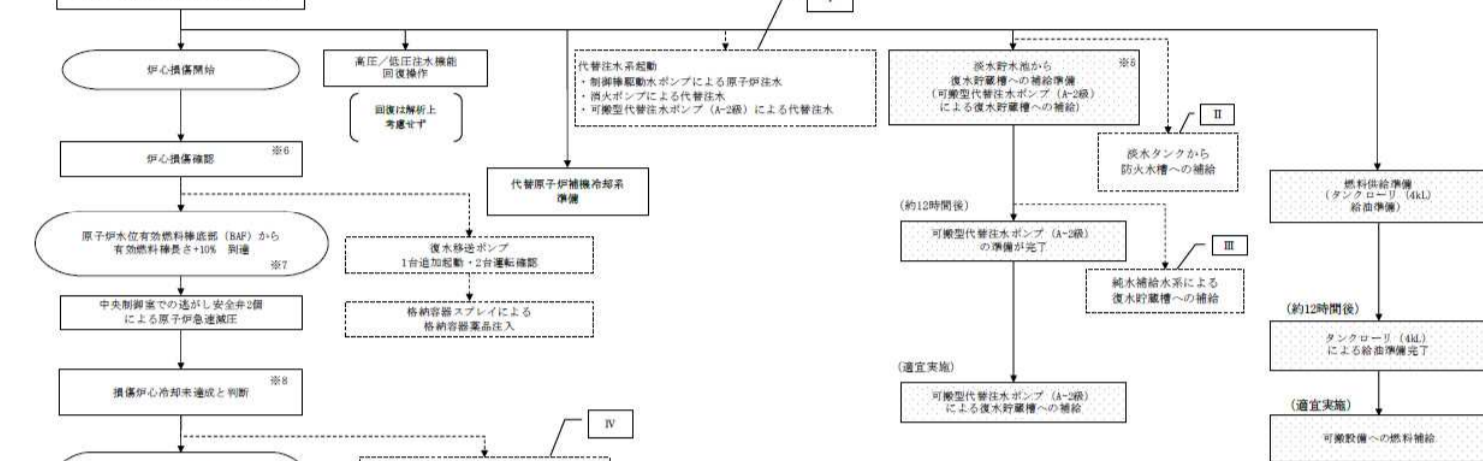 炉心損傷開始
高圧／低圧注水機能
回復操作
回復は解析上
考慮せず
代替注水系起動
・制御棒駆動水ポンプによる原子炉注水
・消火ポンプによる代替注水
・可搬型代替注水ポンプ（A-2級）による代替注水
淡水貯水池から
※5
復水貯蔵槽への補給準備
（可搬型代替注水ポンプ（A-2級）
による復水貯蔵槽への補給）
Ⅱ
淡水タンクから
防火水槽への補給
炉心損傷確認
※6
代替原子炉補機冷却系
準備
燃料供給準備
（タンクローリ（4kL）
給油準備）
原子炉水位有効燃料棒底部（BAF）から
有効燃料棒長さ+10%　到達
※7
復水移送ポンプ
1台追加起動・2台運転確認
（約12時間後）
可搬型代替注水ポンプ（A-2級）
の準備が完了
Ⅲ
純水補給水系による
復水貯蔵槽への補給
中央制御室での逃がし安全弁2個
による原子炉急速減圧
格納容器スプレイによる
格納容器薬品注入
（約12時間後）
タンクローリ（4kL）
による給油準備完了
損傷炉心冷却未達成と判断
※8
（適宜実施）
可搬型代替注水ポンプ（A-2級）
による復水貯蔵槽への補給
（適宜実施）
可搬設備への燃料補給
Ⅳ